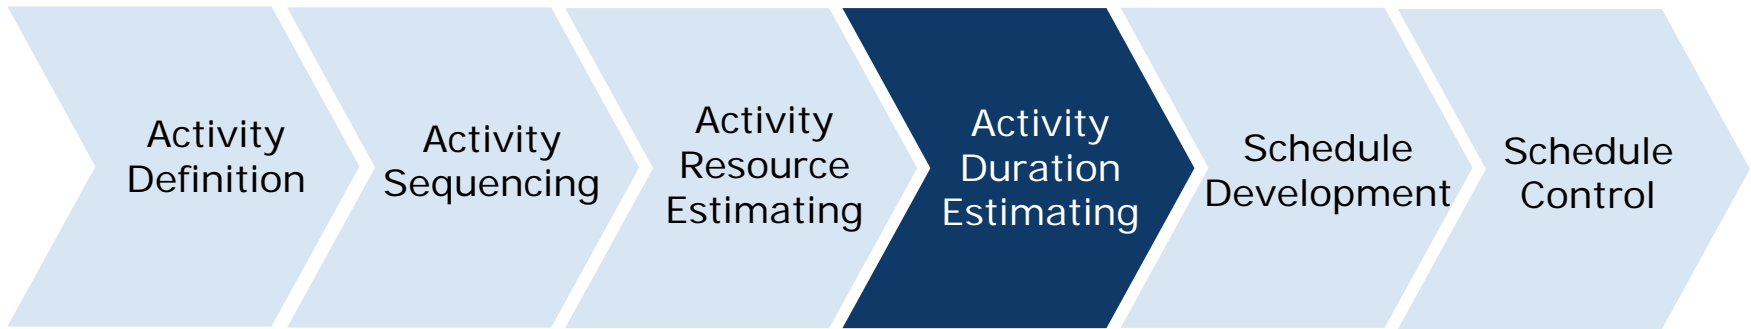 Activity
Definition
Activity
Sequencing
Activity
Resource
Estimating
Activity
Duration
Estimating
Schedule
Development
Schedule
Control